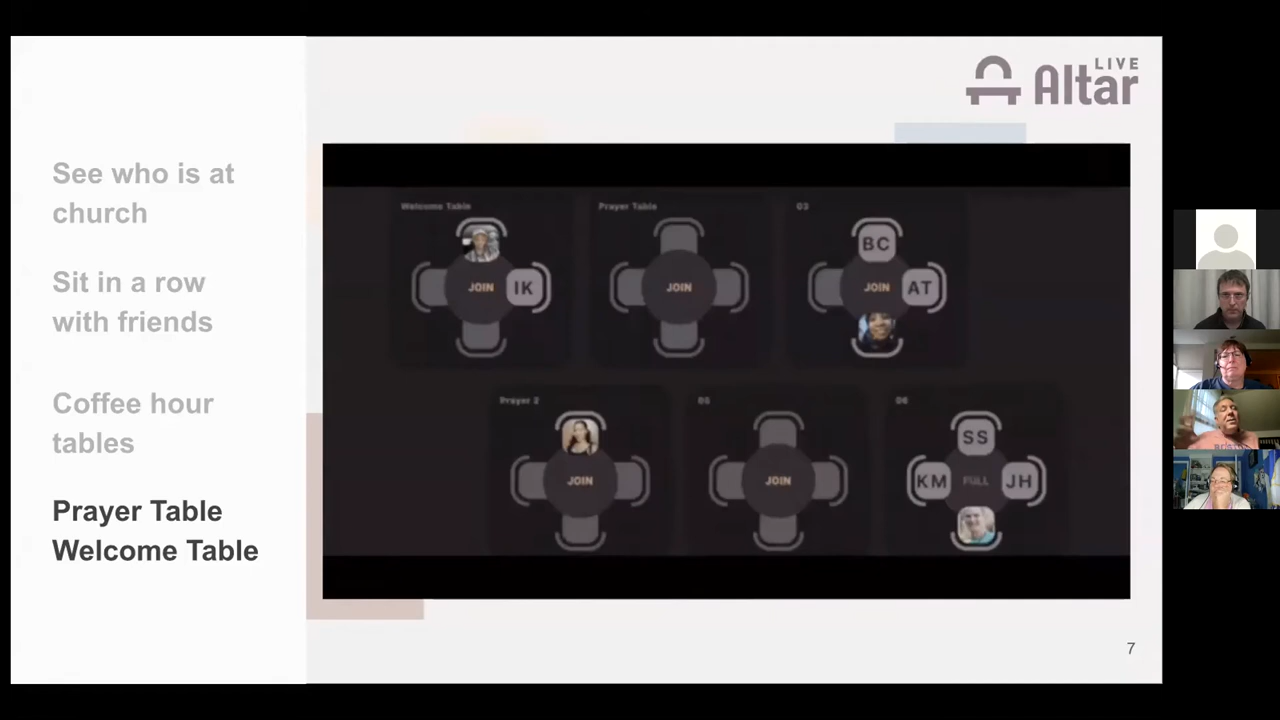 LIVE
Altar
See who is at
church
Sit in a row
with friends
Coffee hour
tables
Prayer Table
Welcome Table
Welcome Table
Prayer Table
03
JOIN
IK
JOIN
BC
JOIN
AT
Prayer 2
05
06
JOIN
JOIN
SS
KM
FULL
JH
7